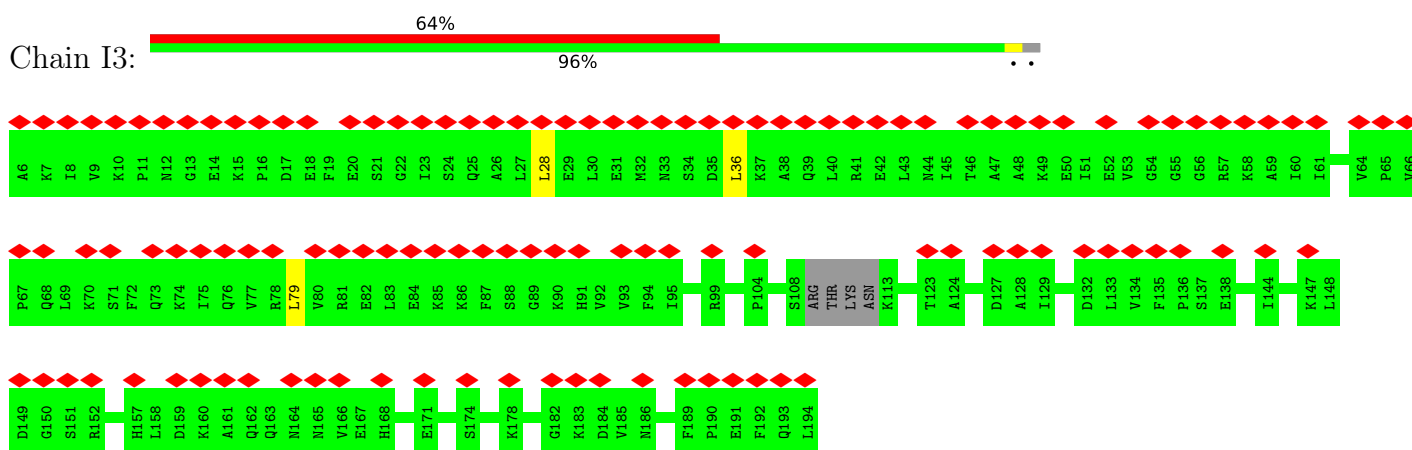 64%
Chain I3:
96%
. .
A6 K7 I8 V9 K10 P11 N12 G13 E14 K15 P16 D17 E18 F19 E20 S21 G22 I23 S24 Q25 A26 L27 L28 E29 L30 E31 M32 N33 S34 D35 L36 K37 A38 Q39 L40 R41 E42 L43 N44 I45 T46 A47 A48 K49 E50 I51 E52 V53 G54 G55 G56 R57 K58 A59 I60 I61 V64 P65 V66
P67 Q68 L69 K70 S71 F72 Q73 K74 I75 Q76 V77 R78 L79 V80 R81 E82 L83 E84 K85 K86 F87 S88 G89 K90 H91 V92 V93 F94 I95 R99 P104 S108 ARG THR LYS ASN K113 T123 A124 D127 A128 I129 D132 L133 V134 F135 P136 S137 E138 I144 K147 L148
D149 G150 S151 R152 H157 L158 D159 K160 A161 Q162 Q163 N164 N165 V166 E167 H168 E171 S174 K178 G182 K183 D184 V185 N186 F189 P190 E191 F192 Q193 L194